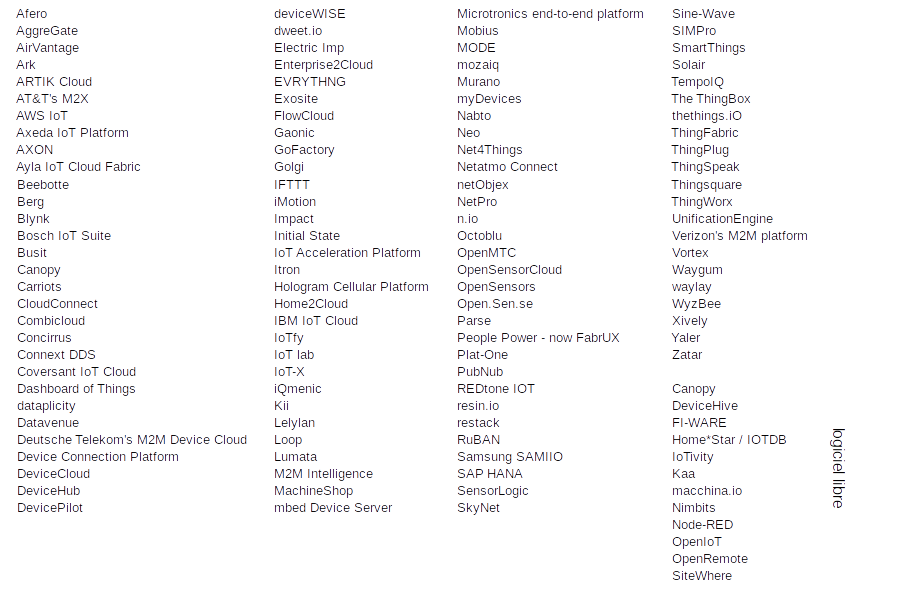 Afero
AggreGate
AirVantage
Ark
ARTIK Cloud
AT&T's M2X
AWS IoT
Axeda IoT Platform
AXON
Ayla IoT Cloud Fabric
Beebotte
Berg
Blynk
Bosch IoT Suite
Busit
Canopy
Carriots
CloudConnect
Combicloud
Concirrus
Connext DDS
Coversant IoT Cloud
Dashboard of Things
dataplicity
Datavenue
Deutsche Telekom's M2M Device Cloud
Device Connection Platform
DeviceCloud
DeviceHub
DevicePilot
deviceWISE
dweet.io
Electric Imp
Enterprise2Cloud
EVRYTHNG
Exosite
FlowCloud
Gaonic
GoFactory
Golgi
IFTTT
iMotion
Impact
Initial State
IoT Acceleration Platform
Itron
Hologram Cellular Platform
Home2Cloud
IBM IoT Cloud
IoTfy
IoT lab
IoT-X
iQmenic
Kii
Lelylan
Loop
Lumata
M2M Intelligence
MachineShop
mbed Device Server
Microtronics end-to-end platform
Mobius
MODE
mozaiq
Murano
myDevices
Nabto
Neo
Net4Things
Netatmo Connect
netObjex
NetPro
n.io
Octoblu
OpenMTC
OpenSensorCloud
OpenSensors
Open.Sen.se
Parse
People Power - now FabrUX
Plat-One
PubNub
REDtone IOT
resin.io
restack
RuBAN
Samsung SAMIIO
SAP HANA
SensorLogic
SkyNet
Sine-Wave
SIMPro
SmartThings
Solair
TempoIQ
The ThingBox
thethings.iO
ThingFabric
ThingPlug
ThingSpeak
Thingsquare
ThingWorx
UnificationEngine
Verizon's M2M platform
Vortex
Waygum
waylay
WyzBee
Xively
Yaler
Zatar
Canopy
DeviceHive
FI-WARE
Home*Star / IOTDB
IoTivity
Kaa
macchina.io
Nimbits
Node-RED
OpenIoT
OpenRemote
SiteWhere
logiciel libre